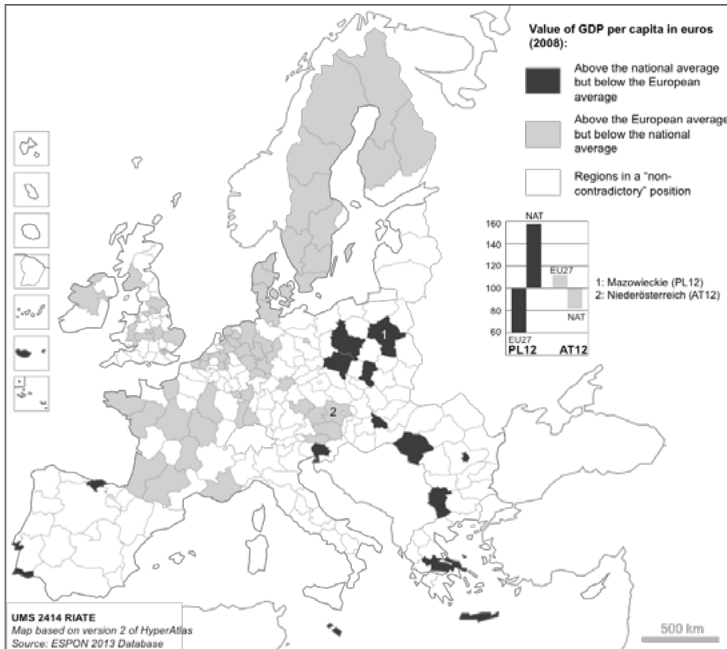 Value of GDP per capita in euros
(2008):
Above the national average
but below the European
average
Above the European average
but below the national
average
Regions in a "non-
contradictory" position
NAT
160
140
120
100
80
60
EU27
EU27
NAT
PL12
AT12
1: Mazowieckie (PL12)
2: Niederösterreich (AT12)
1
2
UMS 2414 RIATE
Map based on version 2 of HyperAtlas
Source: ESPON 2013 Database
500 km